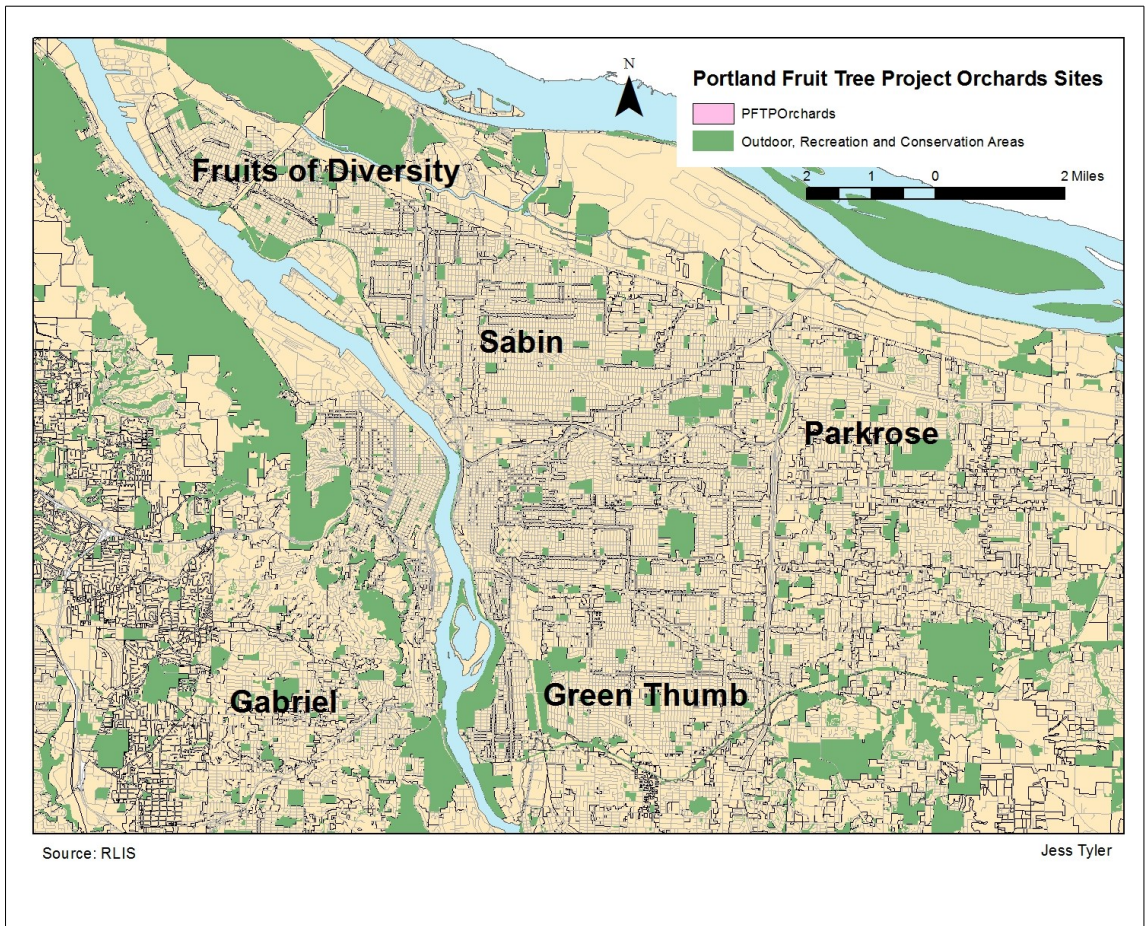 N
Portland Fruit Tree Project Orchards Sites
PFTPOrchards
Outdoor, Recreation and Conservation Areas
2 1 0 2 Miles
Fruits of Diversity
Sabin
Parkrose
Gabriel
Green Thumb
Source: RLIS
Jess Tyler